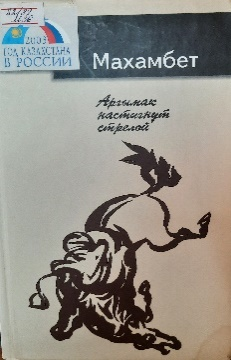 2003
ГОД КАЗАХСТАНА
В РОССИИ
Махамбет
Аргымак
настигнут
стрелой